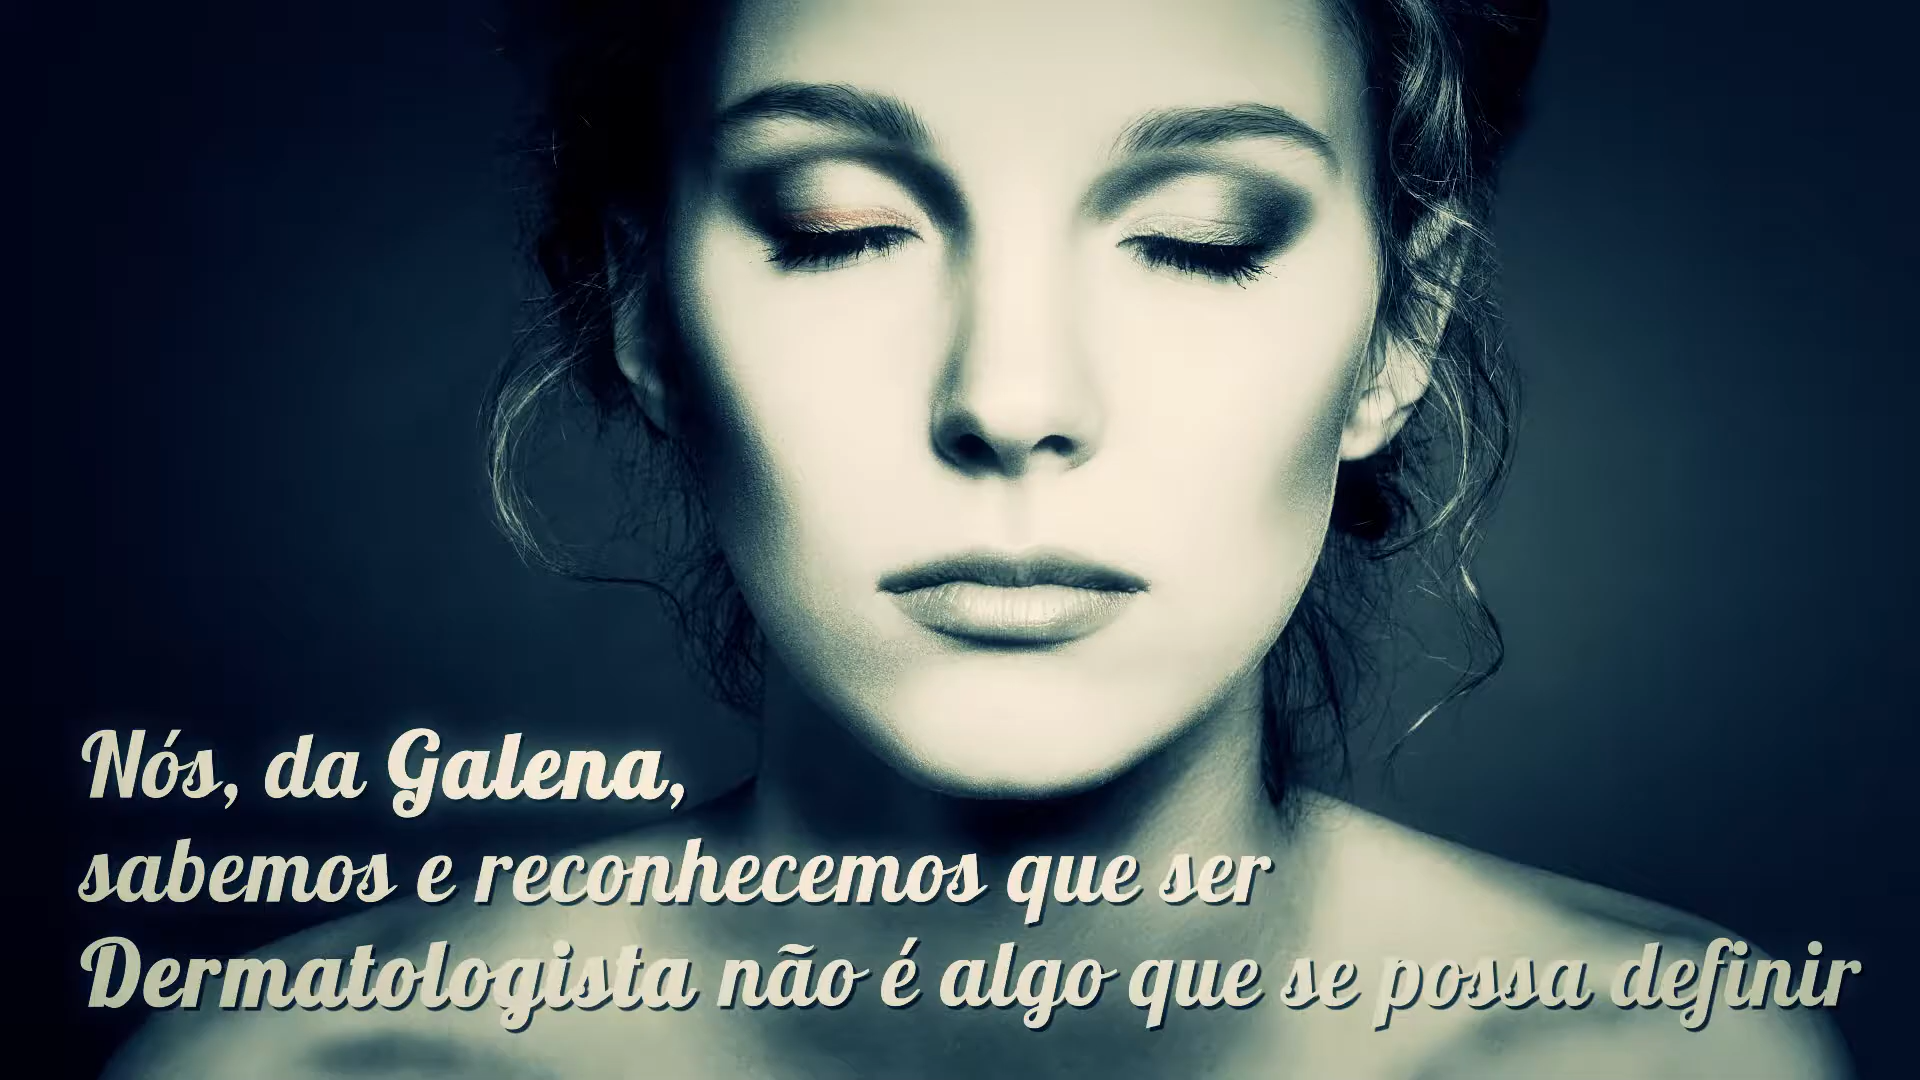 Nós, da Galena,
sabemos e reconhecemos que ser
Dermatologista não é algo que se possa definir